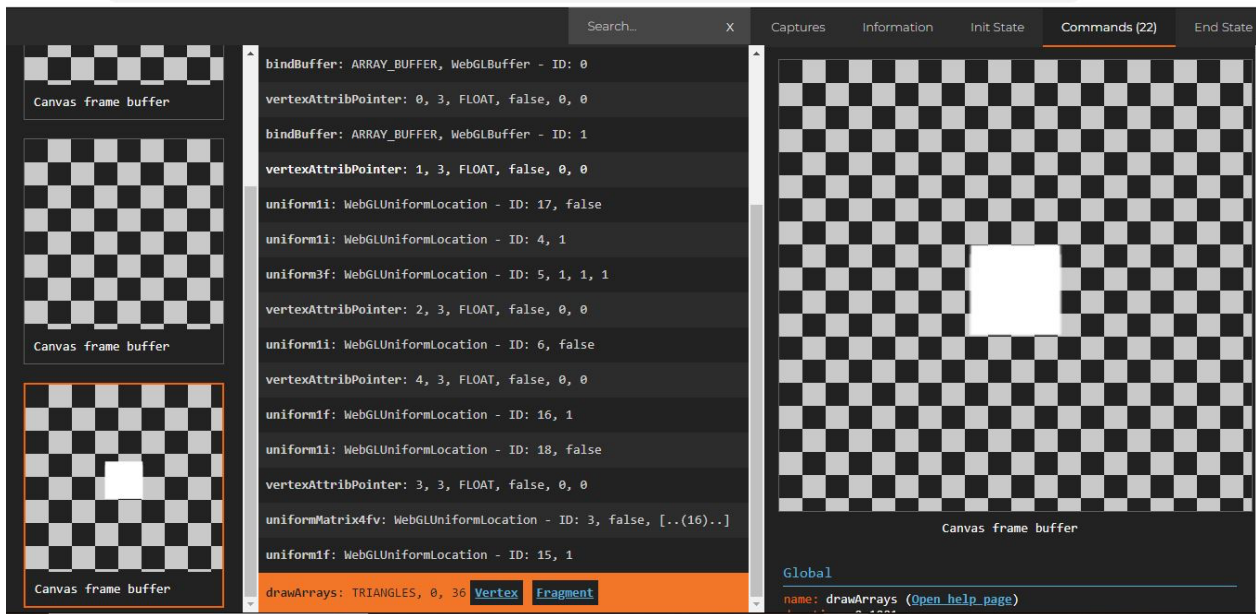 Search... X Captures Information Init State Commands (22) End State
Canvas frame buffer
Canvas frame buffer
Canvas frame buffer
bindBuffer: ARRAY_BUFFER, WebGLBuffer - ID: 0
vertexAttribPointer: 0, 3, FLOAT, false, 0, 0
bindBuffer: ARRAY_BUFFER, WebGLBuffer - ID: 1
vertexAttribPointer: 1, 3, FLOAT, false, 0, 0
uniform1i: WebGLUniformLocation - ID: 17, false
uniform1i: WebGLUniformLocation - ID: 4, 1
uniform3f: WebGLUniformLocation - ID: 5, 1, 1, 1
vertexAttribPointer: 2, 3, FLOAT, false, 0, 0
uniform1i: WebGLUniformLocation - ID: 6, false
vertexAttribPointer: 4, 3, FLOAT, false, 0, 0
uniform1f: WebGLUniformLocation - ID: 16, 1
uniform1i: WebGLUniformLocation - ID: 18, false
vertexAttribPointer: 3, 3, FLOAT, false, 0, 0
uniformMatrix4fv: WebGLUniformLocation - ID: 3, false, [..(16)..]
uniform1f: WebGLUniformLocation - ID: 15, 1
drawArrays: TRIANGLES, 0, 36 Vertex Fragment
Canvas frame buffer
Global
name: drawArrays (Open help page)